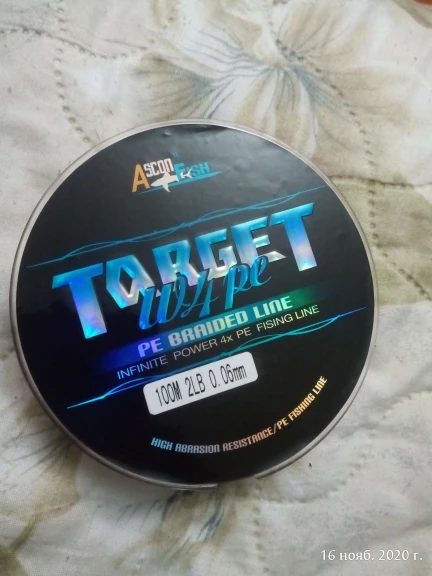 ASCON FISH
TARGET
W4 PE
PE BRAIDED LINE
INFINITE POWER 4x PE FISING LINE
100M 2LB 0.06mm
HIGH ABRASION RESISTANCE/PE FISHING LINE
16 нояб. 2020 г.